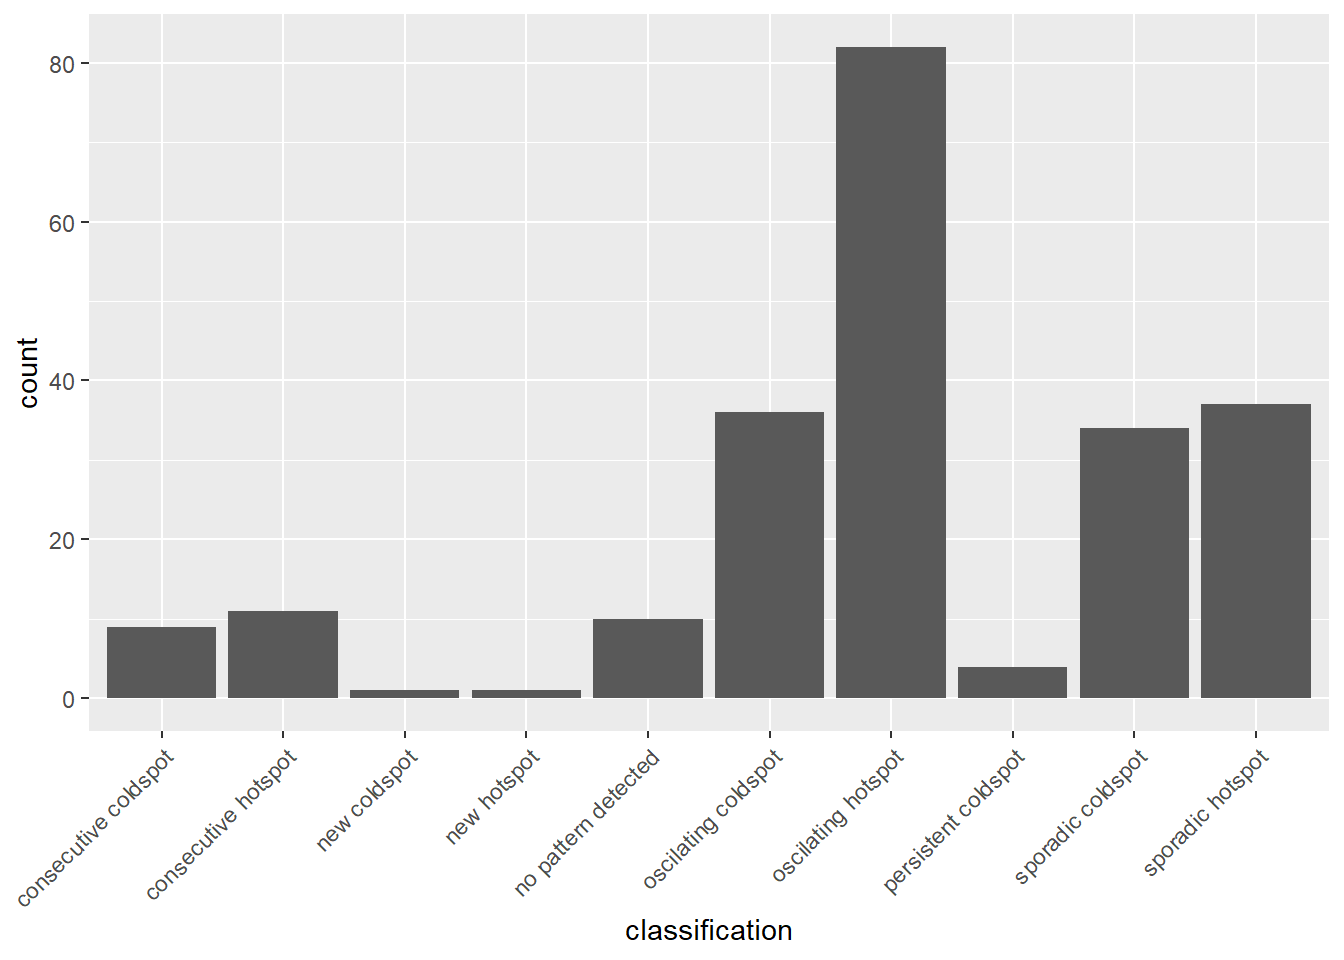 80
60
40
20
0
count
consecutive coldspot
consecutive hotspot
new coldspot
new hotspot
no pattern detected
oscilating coldspot
oscilating hotspot
persistent coldspot
sporadic coldspot
sporadic hotspot
classification